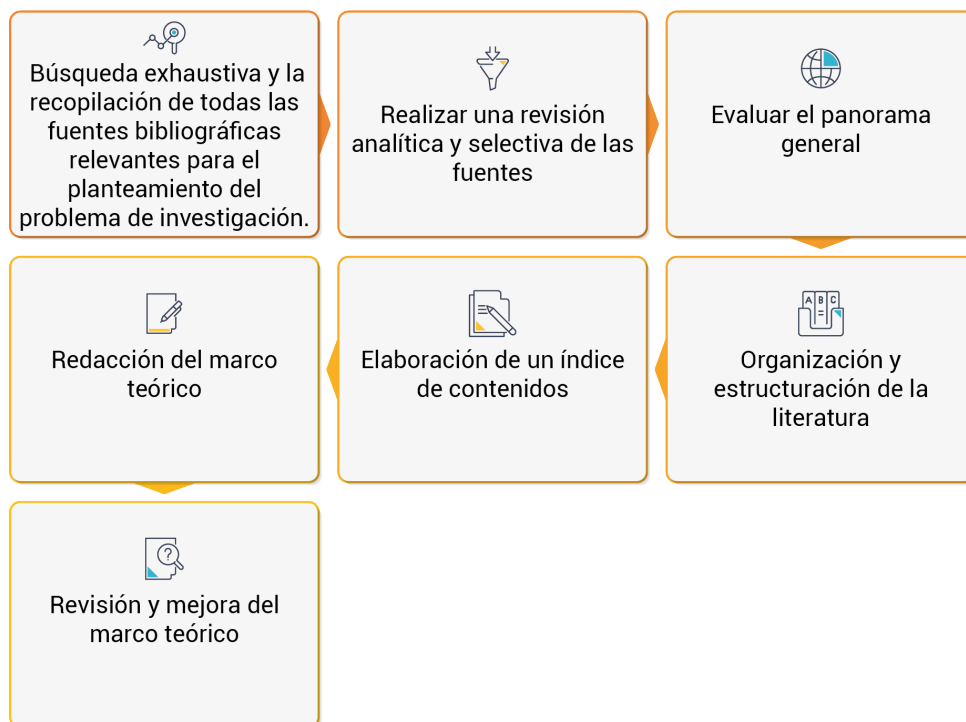 Búsqueda exhaustiva y la
recopilación de todas las
fuentes bibliográficas
relevantes para el
planteamiento del
problema de investigación.
Realizar una revisión
analítica y selectiva de las
fuentes
Evaluar el panorama
general
A B C
Organización y
estructuración de la
literatura
Elaboración de un índice
de contenidos
Redacción del marco
teórico
?
Revisión y mejora del
marco teórico